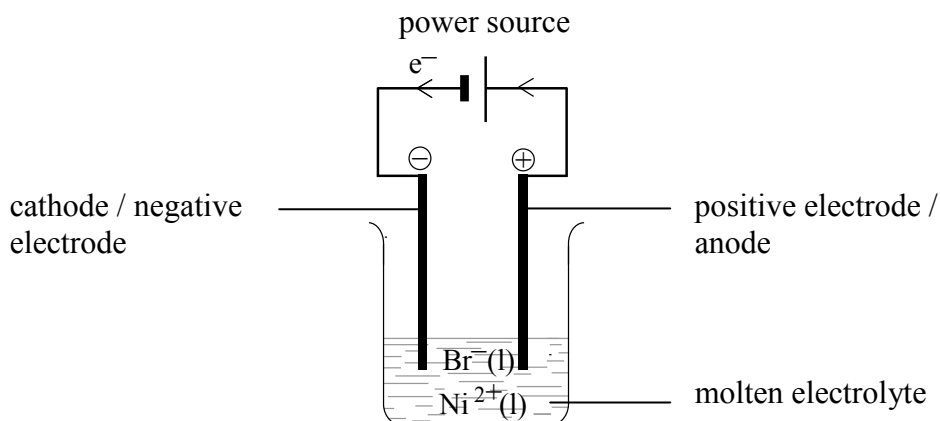 power source
e⁻
− +
cathode / negative
electrode
positive electrode /
anode
Br⁻(l)
Ni²⁺(l)
molten electrolyte